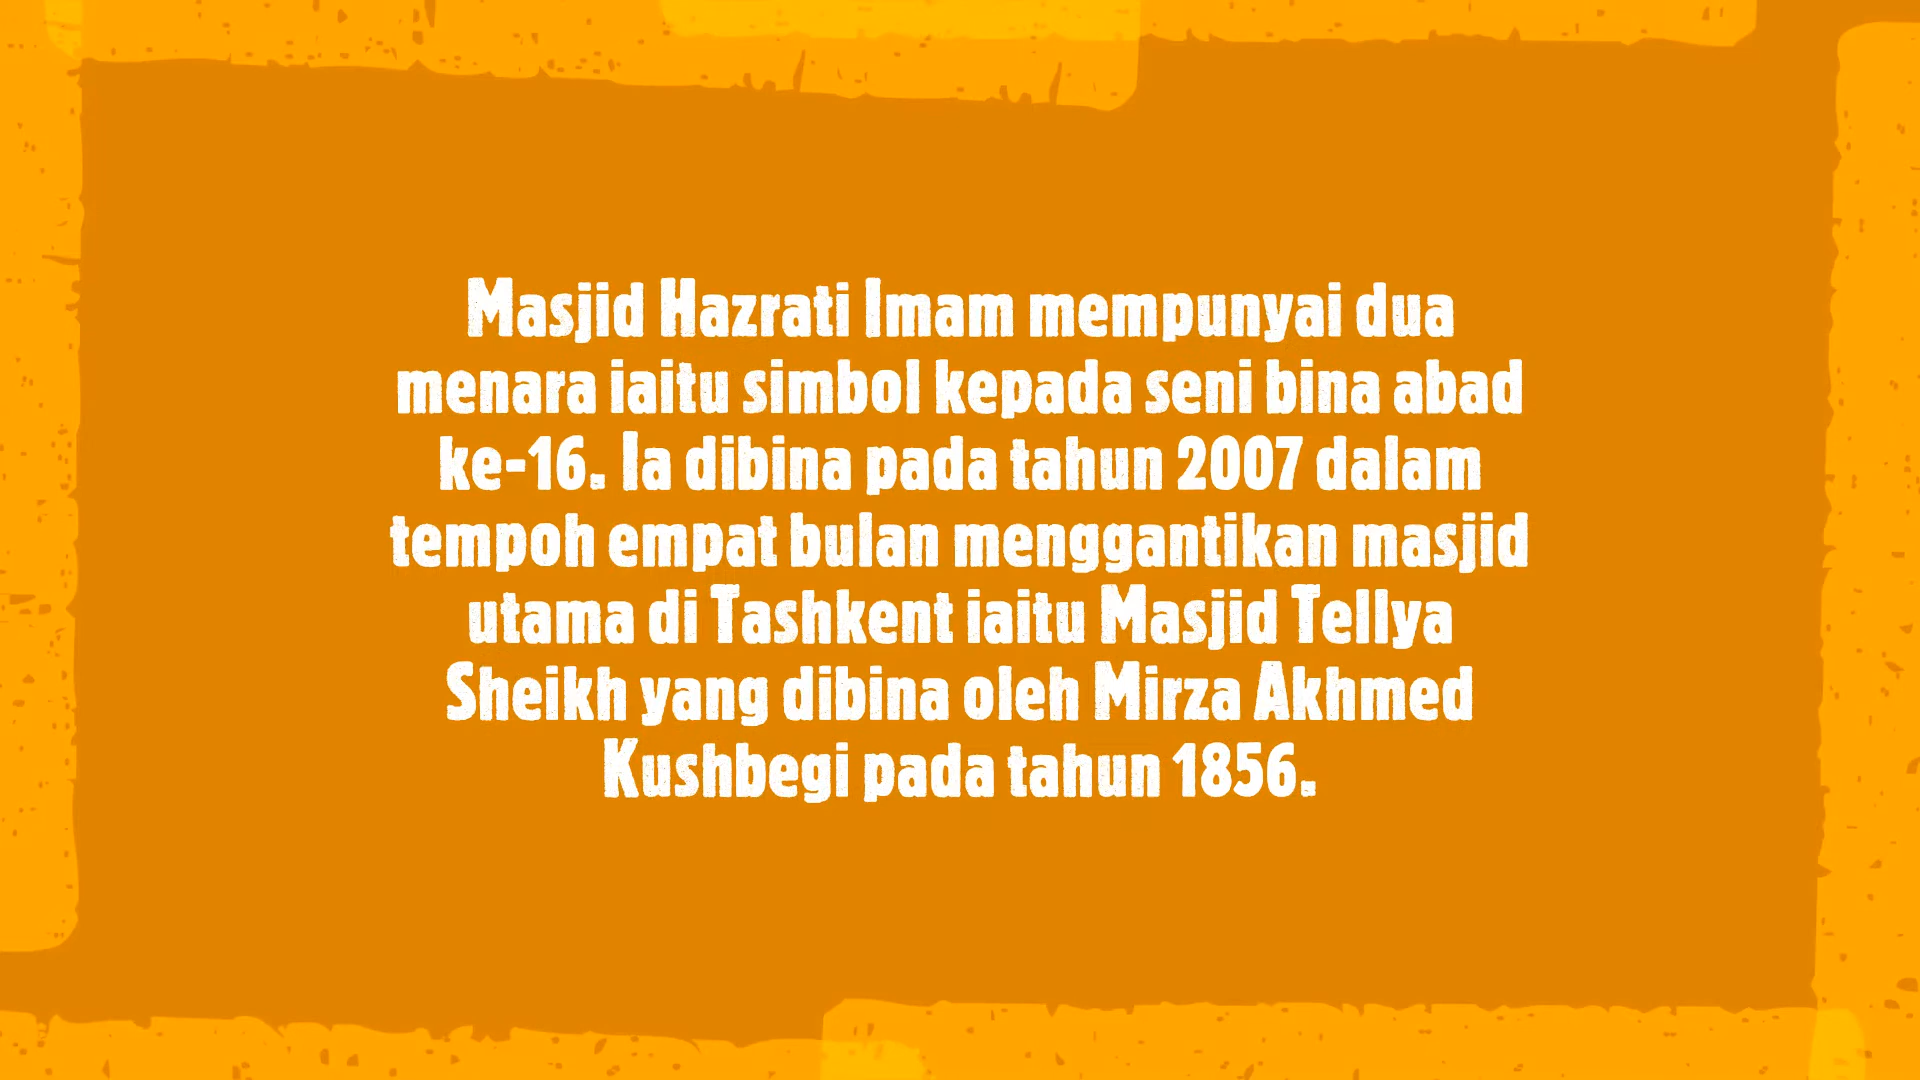 Masjid Hazrati Imam mempunyai dua
menara iaitu simbol kepada seni bina abad
ke-16. Ia dibina pada tahun 2007 dalam
tempoh empat bulan menggantikan masjid
utama di Tashkent iaitu Masjid Tellya
Sheikh yang dibina oleh Mirza Akhmed
Kushbegi pada tahun 1856.